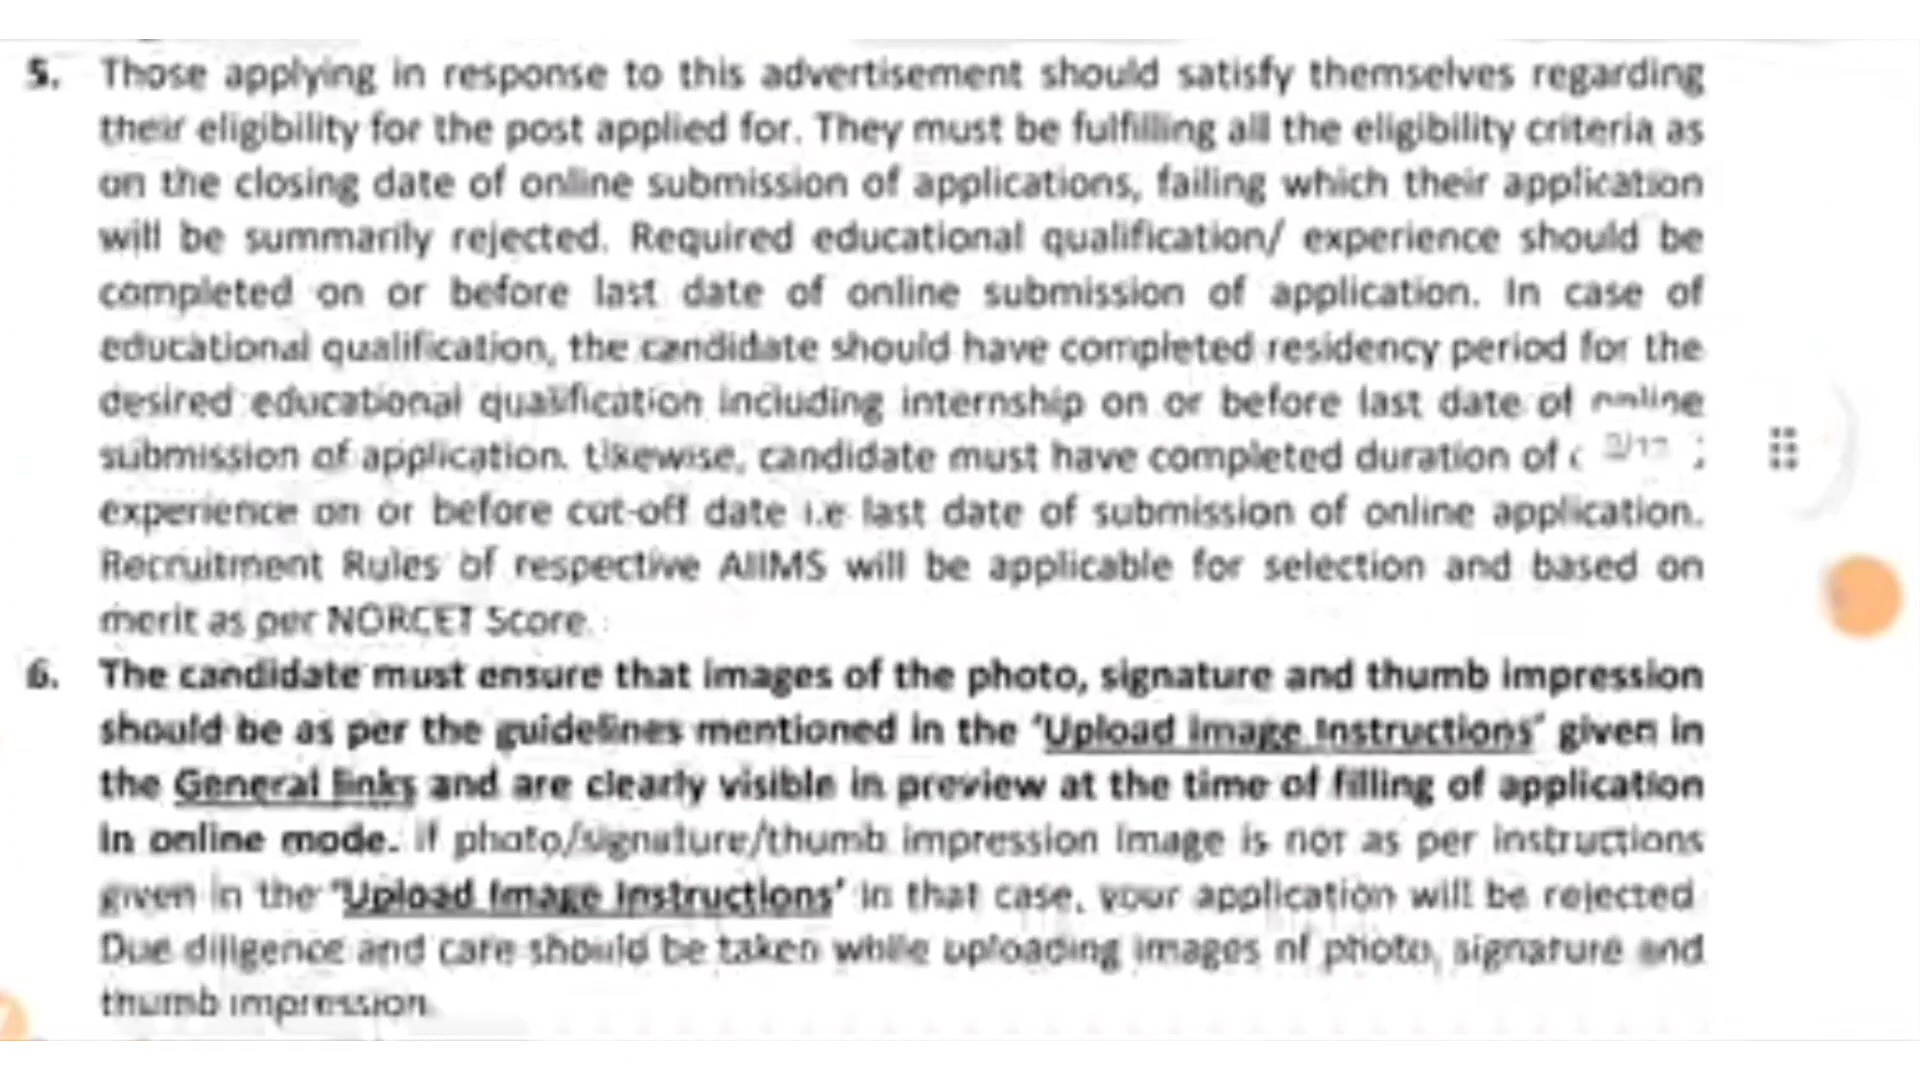 5. Those applying in response to this advertisement should satisfy themselves regarding
their eligibility for the post applied for. They must be fulfilling all the eligibility criteria as
on the closing date of online submission of applications, failing which their application
will be summarily rejected. Required educational qualification/ experience should be
completed on or before last date of online submission of application. In case of
educational qualification, the candidate should have completed residency period for the
desired educational qualification including internship on or before last date of online
submission of application. Likewise, candidate must have completed duration of
experience on or before cut-off date i.e last date of submission of online application.
Recruitment Rules of respective AIIMS will be applicable for selection and based on
merit as per NORCET Score.
6. The candidate must ensure that images of the photo, signature and thumb impression
should be as per the guidelines mentioned in the 'Upload Image Instructions' given in
the General links and are clearly visible in preview at the time of filling of application
in online mode. If photo/signature/thumb impression image is not as per instructions
given in the 'Upload Image Instructions' in that case, your application will be rejected
Due diligence and care should be taken while uploading images of photo, signature and
thumb impression.